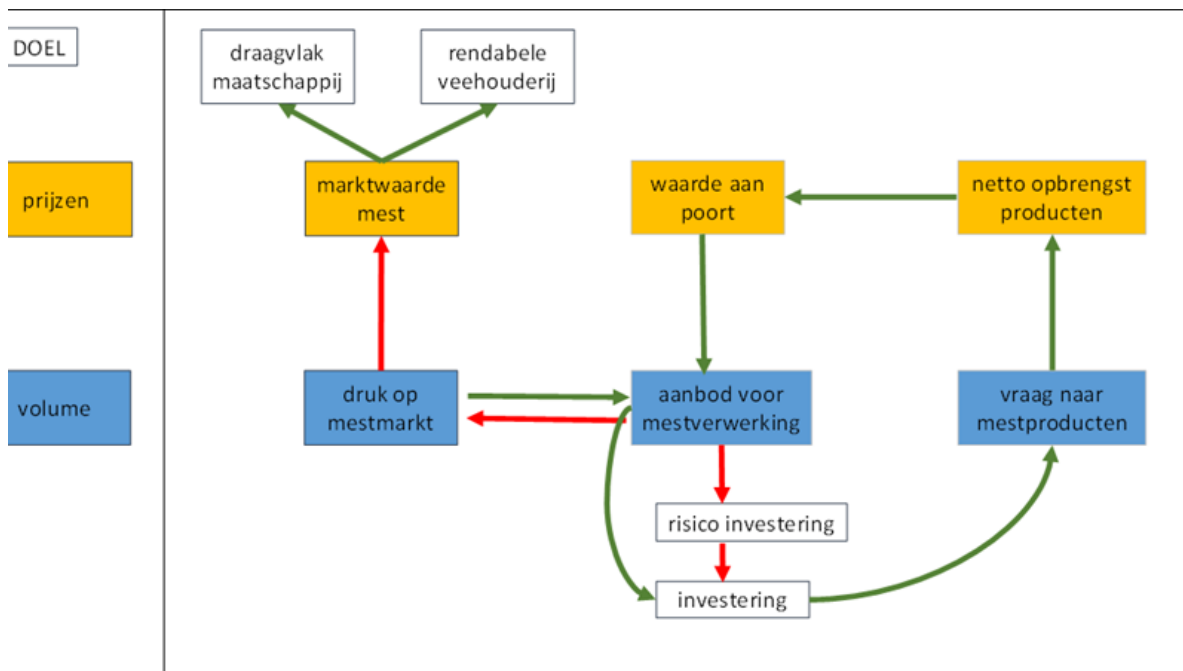 DOEL
draagvlak
maatschappij
rendabele
veehouderij
prijzen
marktwaarde
mest
waarde aan
poort
netto opbrengst
producten
volume
druk op
mestmarkt
aanbod voor
mestverwerking
vraag naar
mestproducten
risico investering
investering